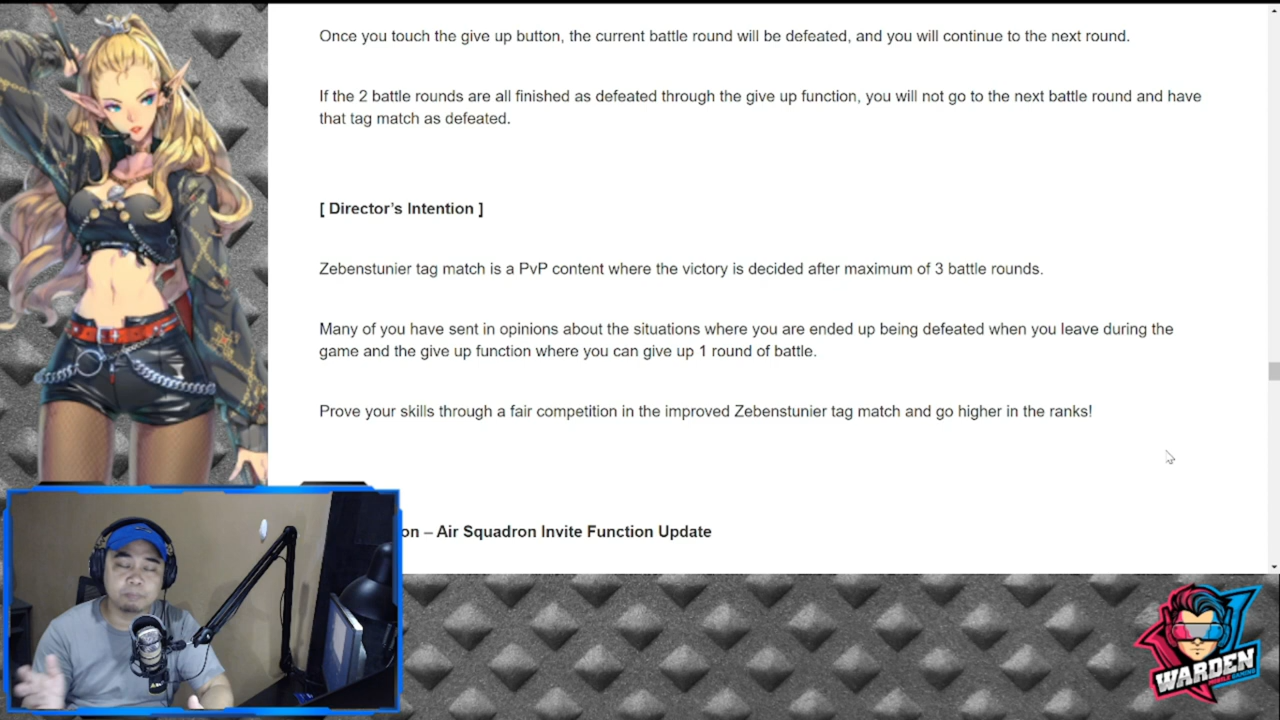 Once you touch the give up button, the current battle round will be defeated, and you will continue to the next round.
If the 2 battle rounds are all finished as defeated through the give up function, you will not go to the next battle round and have
that tag match as defeated.
[ Director's Intention ]
Zebenstunier tag match is a PvP content where the victory is decided after maximum of 3 battle rounds.
Many of you have sent in opinions about the situations where you are ended up being defeated when you leave during the
game and the give up function where you can give up 1 round of battle.
Prove your skills through a fair competition in the improved Zebenstunier tag match and go higher in the ranks!
on – Air Squadron Invite Function Update
WARDEN
MOBILE GAMING